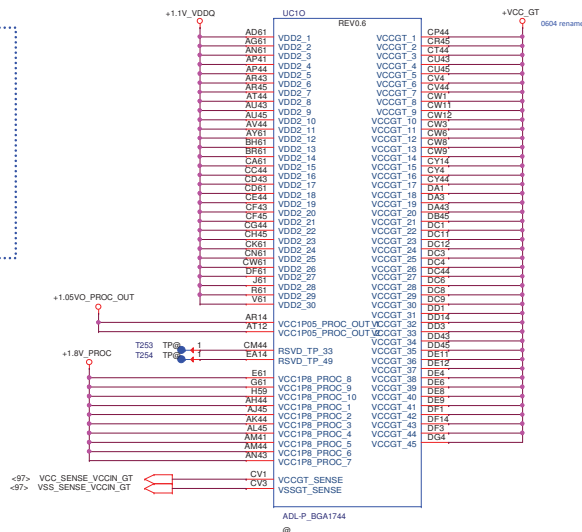 +1.1V_VDDQ UC1O +VCC_GT
REV0.6 0604 rename
AD61 VDD2_1 VCCGT_1 CP44
AG61 VDD2_2 VCCGT_2 CR45
AN61 VDD2_3 VCCGT_3 CT44
AP41 VDD2_4 VCCGT_4 CU43
AP44 VDD2_5 VCCGT_5 CU45
AR43 VDD2_6 VCCGT_6 CV4
AR45 VDD2_7 VCCGT_7 CV44
AT44 VDD2_8 VCCGT_8 CW1
AU43 VDD2_9 VCCGT_9 CW11
AU45 VDD2_10 VCCGT_10 CW12
AV44 VDD2_11 VCCGT_11 CW3
AY61 VDD2_12 VCCGT_12 CW6
BH61 VDD2_13 VCCGT_13 CW8
BR61 VDD2_14 VCCGT_14 CW9
CA61 VDD2_15 VCCGT_15 CY14
CC44 VDD2_16 VCCGT_16 CY4
CD43 VDD2_17 VCCGT_17 CY44
CD61 VDD2_18 VCCGT_18 DA1
CE44 VDD2_19 VCCGT_19 DA3
CF43 VDD2_20 VCCGT_20 DA43
CF45 VDD2_21 VCCGT_21 DB45
CG44 VDD2_22 VCCGT_22 DC1
CH45 VDD2_23 VCCGT_23 DC11
CK61 VDD2_24 VCCGT_24 DC12
CN61 VDD2_25 VCCGT_25 DC3
CW61 VDD2_26 VCCGT_26 DC4
DF61 VDD2_27 VCCGT_27 DC44
J61 VDD2_28 VCCGT_28 DC6
R61 VDD2_29 VCCGT_29 DC8
V61 VDD2_30 VCCGT_30 DC9
+1.05VO_PROC_OUT VCCGT_31 DD1
AR14 VCC1P05_PROC_OUT_1 VCCGT_32 DD14
AT12 VCC1P05_PROC_OUT_2 VCCGT_33 DD3
VCCGT_34 DD43
T253 TP@ 1 CM44 RSVD_TP_33 VCCGT_35 DD45
T254 TP@ 1 EA14 RSVD_TP_49 VCCGT_36 DE11
+1.8V_PROC VCCGT_37 DE12
E61 VCC1P8_PROC_8 VCCGT_38 DE4
G61 VCC1P8_PROC_9 VCCGT_39 DE6
H59 VCC1P8_PROC_10 VCCGT_40 DE8
AH44 VCC1P8_PROC_1 VCCGT_41 DE9
AJ45 VCC1P8_PROC_2 VCCGT_42 DF1
AK44 VCC1P8_PROC_3 VCCGT_43 DF14
AL45 VCC1P8_PROC_4 VCCGT_44 DF3
AM41 VCC1P8_PROC_5 VCCGT_45 DG4
AM44 VCC1P8_PROC_6
AN43 VCC1P8_PROC_7
<97> VCC_SENSE_VCCIN_GT CV1 VCCGT_SENSE
<97> VSS_SENSE_VCCIN_GT CV3 VSSGT_SENSE
ADL-P_BGA1744
@